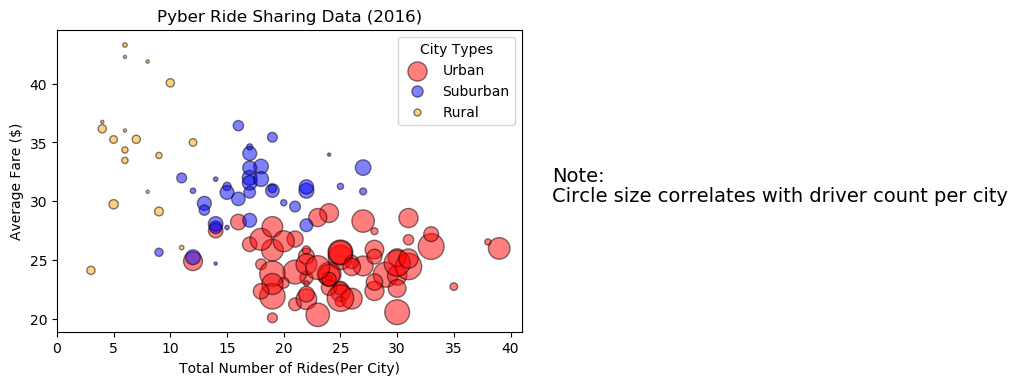 Pyber Ride Sharing Data (2016)
City Types
Urban
Suburban
Rural
Average Fare ($)
40
35
30
25
20
0 5 10 15 20 25 30 35 40
Total Number of Rides(Per City)
Note:
Circle size correlates with driver count per city